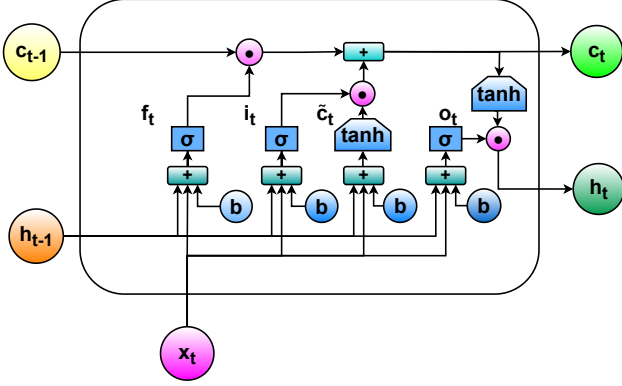 c_{t-1}
+
c_t
tanh
f_t
i_t
c̃_t
o_t
σ
σ
tanh
σ
+
+
+
+
b
b
b
b
h_{t-1}
h_t
x_t